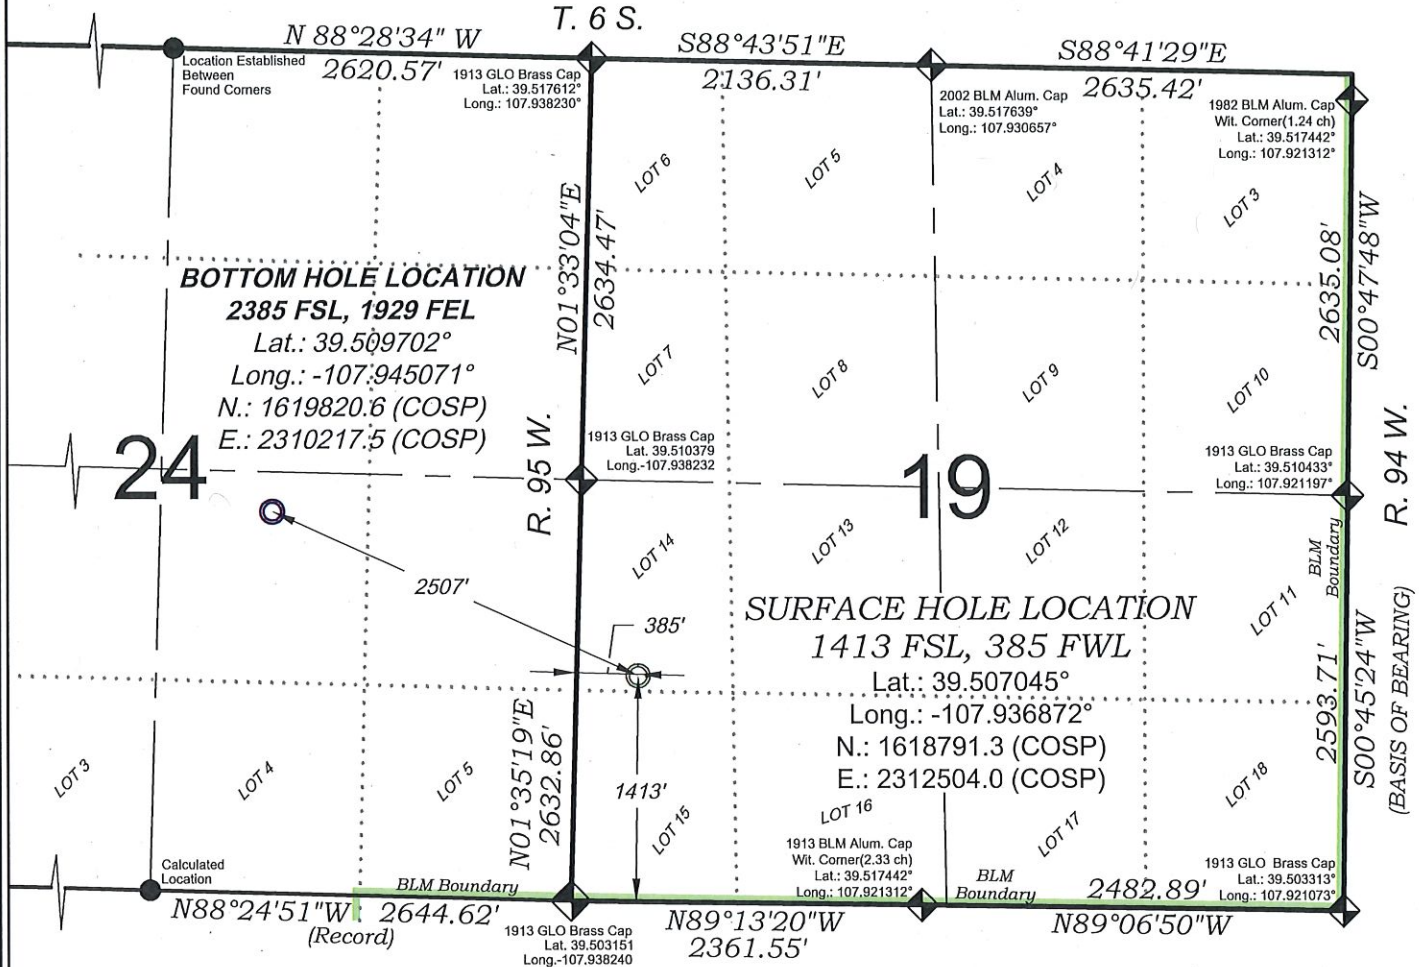 T. 6 S.
N 88°28'34" W
2620.57'
S88°43'51"E
2136.31'
S88°41'29"E
2635.42'
Location Established
Between
Found Corners
1913 GLO Brass Cap
Lat.: 39.517612°
Long.: 107.938230°
2002 BLM Alum. Cap
Lat.: 39.517639°
Long.: 107.930657°
1982 BLM Alum. Cap
Wit. Corner(1.24 ch)
Lat.: 39.517442°
Long.: 107.921312°
LOT 6
LOT 5
LOT 4
LOT 3
N01°33'04"E
2634.47'
2635.08'
S00°47'48"W
BOTTOM HOLE LOCATION
2385 FSL, 1929 FEL
Lat.: 39.509702°
Long.: -107.945071°
N.: 1619820.6 (COSP)
E.: 2310217.5 (COSP)
LOT 7
LOT 8
LOT 9
LOT 10
R. 95 W.
R. 94 W.
1913 GLO Brass Cap
Lat. 39.510379
Long.-107.938232
1913 GLO Brass Cap
Lat.: 39.510433°
Long.: 107.921197°
24
19
LOT 14
LOT 13
LOT 12
LOT 11
BLM
Boundary
2507'
385'
SURFACE HOLE LOCATION
1413 FSL, 385 FWL
Lat.: 39.507045°
Long.: -107.936872°
N.: 1618791.3 (COSP)
E.: 2312504.0 (COSP)
2593.71'
S00°45'24"W
(BASIS OF BEARING)
N01°35'19"E
2632.86'
1413'
LOT 3
LOT 4
LOT 5
LOT 15
LOT 16
LOT 17
LOT 18
Calculated
Location
BLM Boundary
1913 BLM Alum. Cap
Wit. Corner(2.33 ch)
Lat.: 39.517442°
Long.: 107.921312°
BLM
Boundary
1913 GLO Brass Cap
Lat.: 39.503313°
Long.: 107.921073°
N88°24'51"W
2644.62'
(Record)
1913 GLO Brass Cap
Lat. 39.503151
Long.-107.938240
N89°13'20"W
2361.55'
2482.89'
N89°06'50"W